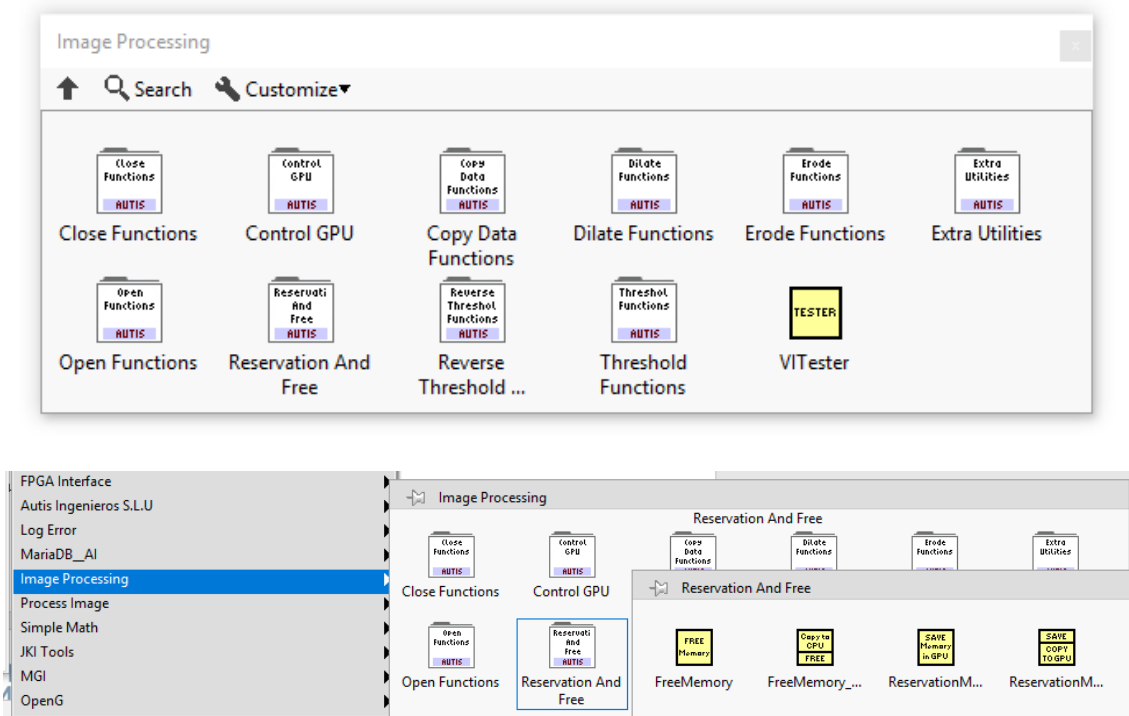 Image Processing
x
Search
Customize
Close
Functions
AUTIS
Control
GPU
AUTIS
Copy
Data
Functions
AUTIS
Dilate
Functions
AUTIS
Erode
Functions
AUTIS
Extra
Utilities
AUTIS
Close Functions
Control GPU
Copy Data
Functions
Dilate Functions
Erode Functions
Extra Utilities
Open
Functions
AUTIS
Reservati
And
Free
AUTIS
Reverse
Threshol
Functions
AUTIS
Threshol
Functions
AUTIS
TESTER
Open Functions
Reservation And
Free
Reverse
Threshold ...
Threshold
Functions
VITester
FPGA Interface
Autis Ingenieros S.L.U
Log Error
MariaDB__AI
Image Processing
Process Image
Simple Math
JKI Tools
MGI
OpenG
Image Processing
Reservation And Free
Close
Functions
AUTIS
Control
GPU
AUTIS
Copy
Data
Functions
Dilate
Functions
Erode
Functions
Extra
Utilities
Close Functions
Control GPU
Open
Functions
AUTIS
Reservati
And
Free
AUTIS
Open Functions
Reservation And
Free
Reservation And Free
FREE
Memory
Copy to
CPU
FREE
SAVE
Memory
in GPU
SAVE
COPY
TO GPU
FreeMemory
FreeMemory_...
ReservationM...
ReservationM...